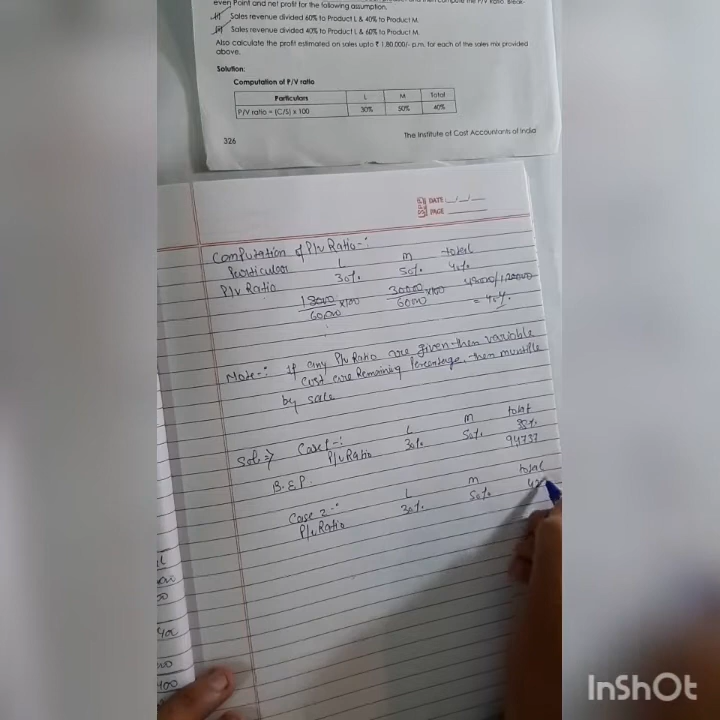 even Point and net profit for the following assumption.
(i) Sales revenue divided 60% to Product L & 40% to Product M.
(ii) Sales revenue divided 40% to Product L & 60% to Product M.
Also calculate the profit estimated on sales upto ₹ 1,80,000/- p.m. for each of the sales mix provided
above.
Solution:
Computation of P/V ratio
Particulars L M Total
P/V ratio = (C/S) x 100 30% 50% 40%
326 The Institute of Cost Accountants of India
DATE
PAGE
Computation of P/v Ratio-:
Particular L m total
P/v Ratio 30% 50% 40%
18000/60000 x100 30000/6000 x100 48000/120000
= 40%
Note-: If any P/v Ratio are given then variable
cost are Remaining Percentage, then multiple
by sale
Sol⇒ Case 1-: L m total
P/v Ratio 30% 50% 38%
B.E.P. 94737
Case 2-: L m total
P/v Ratio 30% 50% 42
InShOt